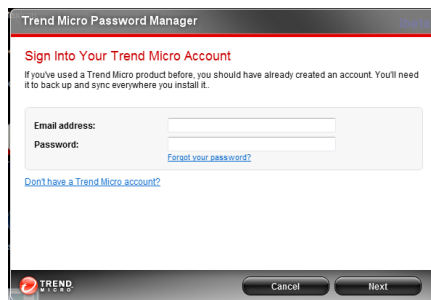 Trend Micro Password Manager
Sign Into Your Trend Micro Account
If you've used a Trend Micro product before, you should have already created an account. You'll need
it to back up and sync everywhere you install it..
Email address:
Password:
Forgot your password?
Don't have a Trend Micro account?
TREND
MICRO
Cancel
Next